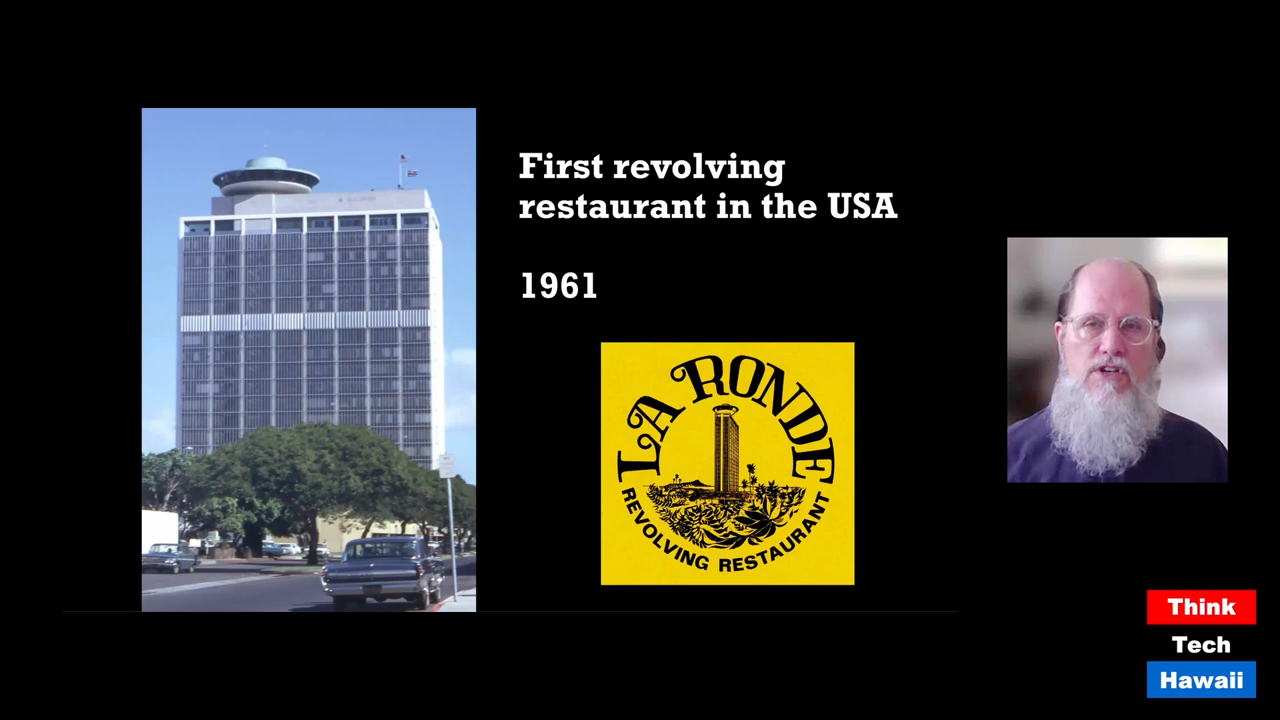 First revolving
restaurant in the USA
1961
LA RONDE
REVOLVING RESTAURANT
Think
Tech
Hawaii